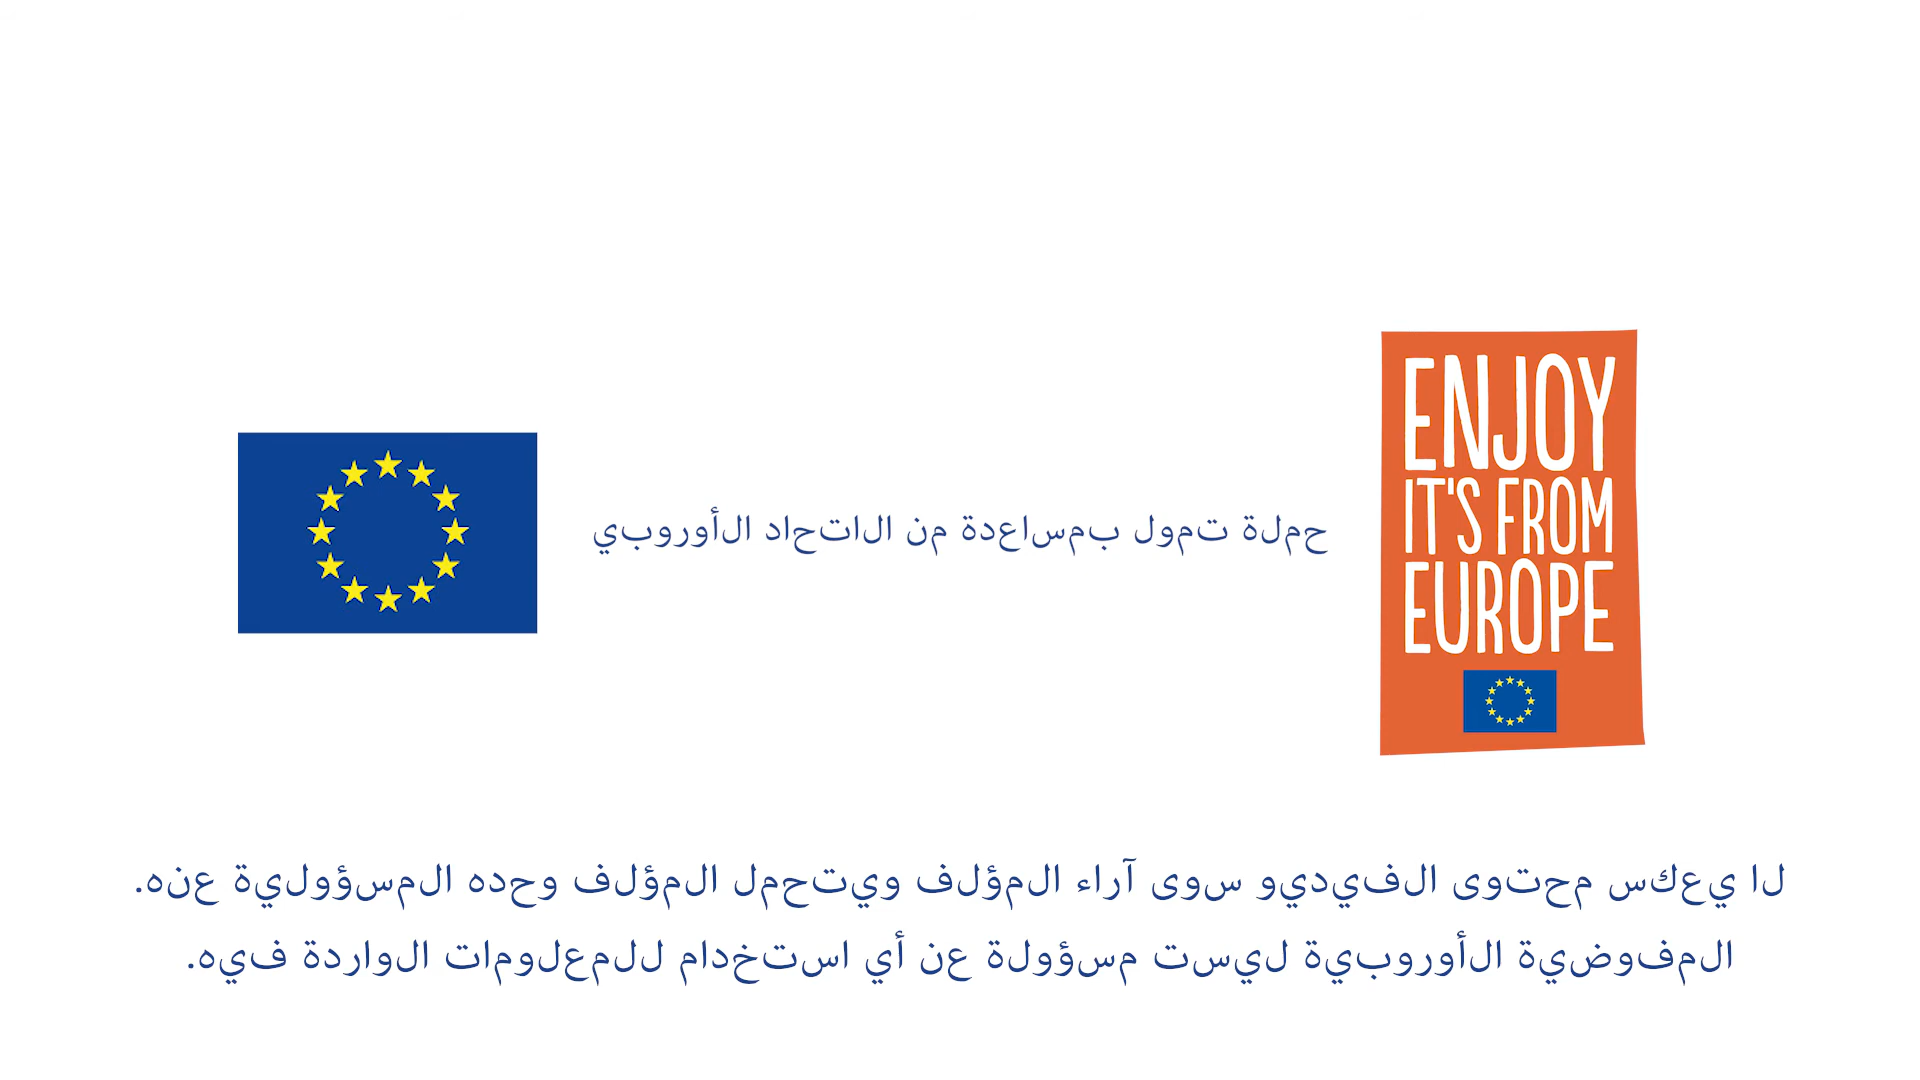 حملة تمول بمساعدة من الاتحاد الأوروبي
ENJOY
IT'S FROM
EUROPE
لا يعكس محتوى الفيديو سوى آراء المؤلف ويتحمل المؤلف وحده المسؤولية عنه.
المفوضية الأوروبية ليست مسؤولة عن أي استخدام للمعلومات الواردة فيه.